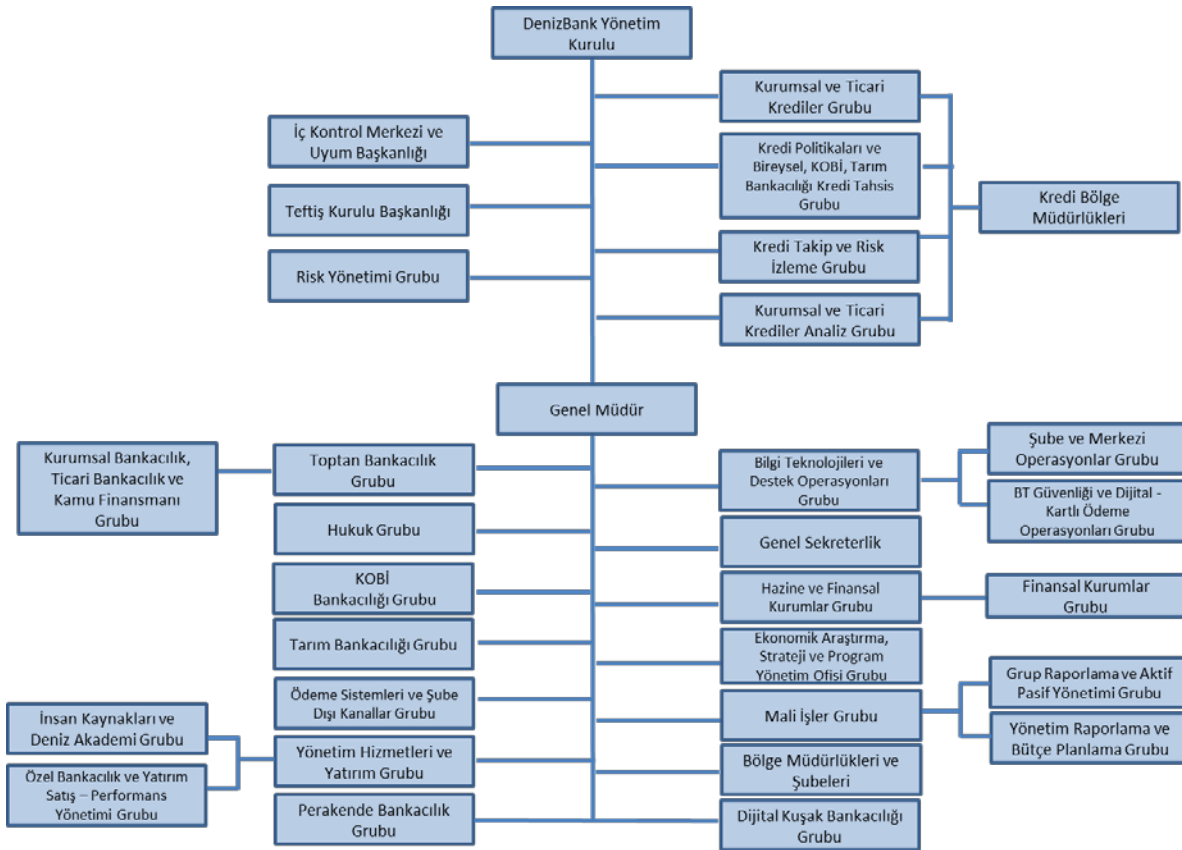 DenizBank Yönetim
Kurulu
Kurumsal ve Ticari
Krediler Grubu
İç Kontrol Merkezi ve
Uyum Başkanlığı
Kredi Politikaları ve
Bireysel, KOBİ, Tarım
Bankacılığı Kredi Tahsis
Grubu
Teftiş Kurulu Başkanlığı
Kredi Bölge
Müdürlükleri
Kredi Takip ve Risk
İzleme Grubu
Risk Yönetimi Grubu
Kurumsal ve Ticari
Krediler Analiz Grubu
Genel Müdür
Kurumsal Bankacılık,
Ticari Bankacılık ve
Kamu Finansmanı
Grubu
Toptan Bankacılık
Grubu
Bilgi Teknolojileri ve
Destek Operasyonları
Grubu
Şube ve Merkezi
Operasyonlar Grubu
BT Güvenliği ve Dijital -
Kartlı Ödeme
Operasyonları Grubu
Hukuk Grubu
Genel Sekreterlik
KOBİ
Bankacılığı Grubu
Hazine ve Finansal
Kurumlar Grubu
Finansal Kurumlar
Grubu
Tarım Bankacılığı Grubu
Ekonomik Araştırma,
Strateji ve Program
Yönetim Ofisi Grubu
Ödeme Sistemleri ve Şube
Dışı Kanallar Grubu
Mali İşler Grubu
Grup Raporlama ve Aktif
Pasif Yönetimi Grubu
Yönetim Raporlama ve
Bütçe Planlama Grubu
İnsan Kaynakları ve
Deniz Akademi Grubu
Yönetim Hizmetleri ve
Yatırım Grubu
Bölge Müdürlükleri ve
Şubeleri
Özel Bankacılık ve Yatırım
Satış – Performans
Yönetimi Grubu
Perakende Bankacılık
Grubu
Dijital Kuşak Bankacılığı
Grubu